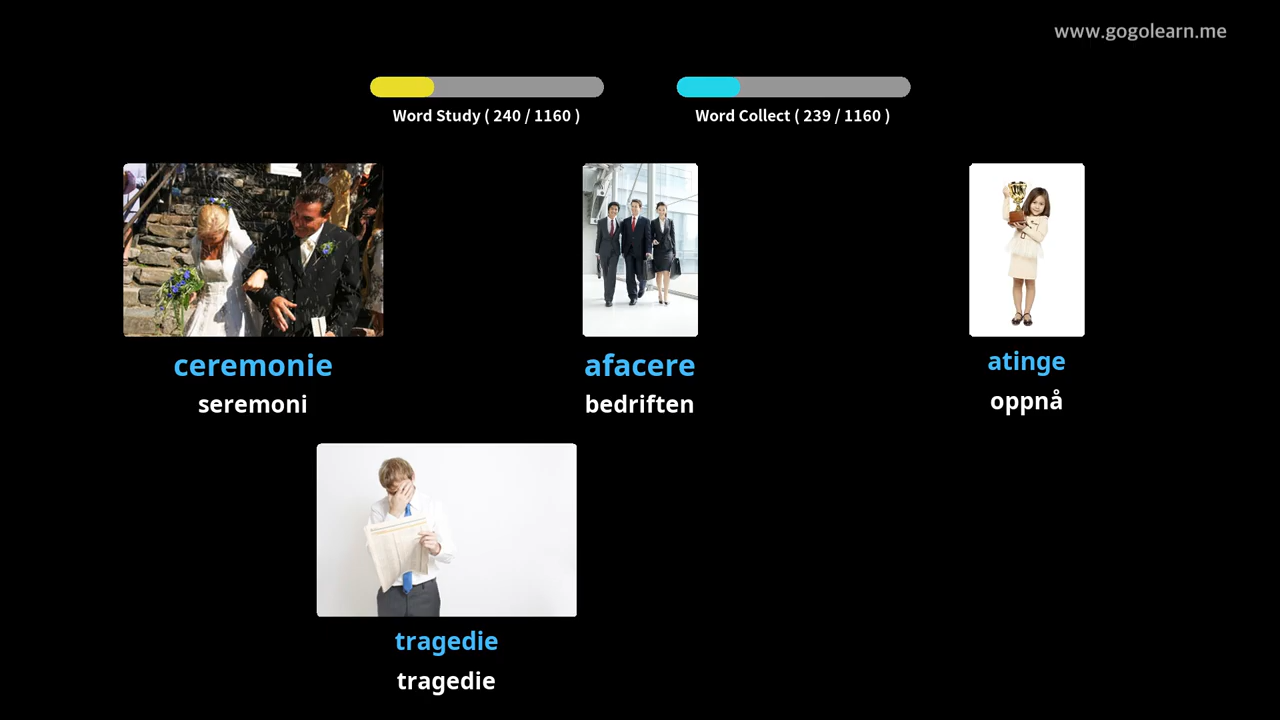 www.gogolearn.me
Word Study ( 240 / 1160 )
Word Collect ( 239 / 1160 )
ceremonie
seremoni
afacere
bedriften
atinge
oppnå
tragedie
tragedie